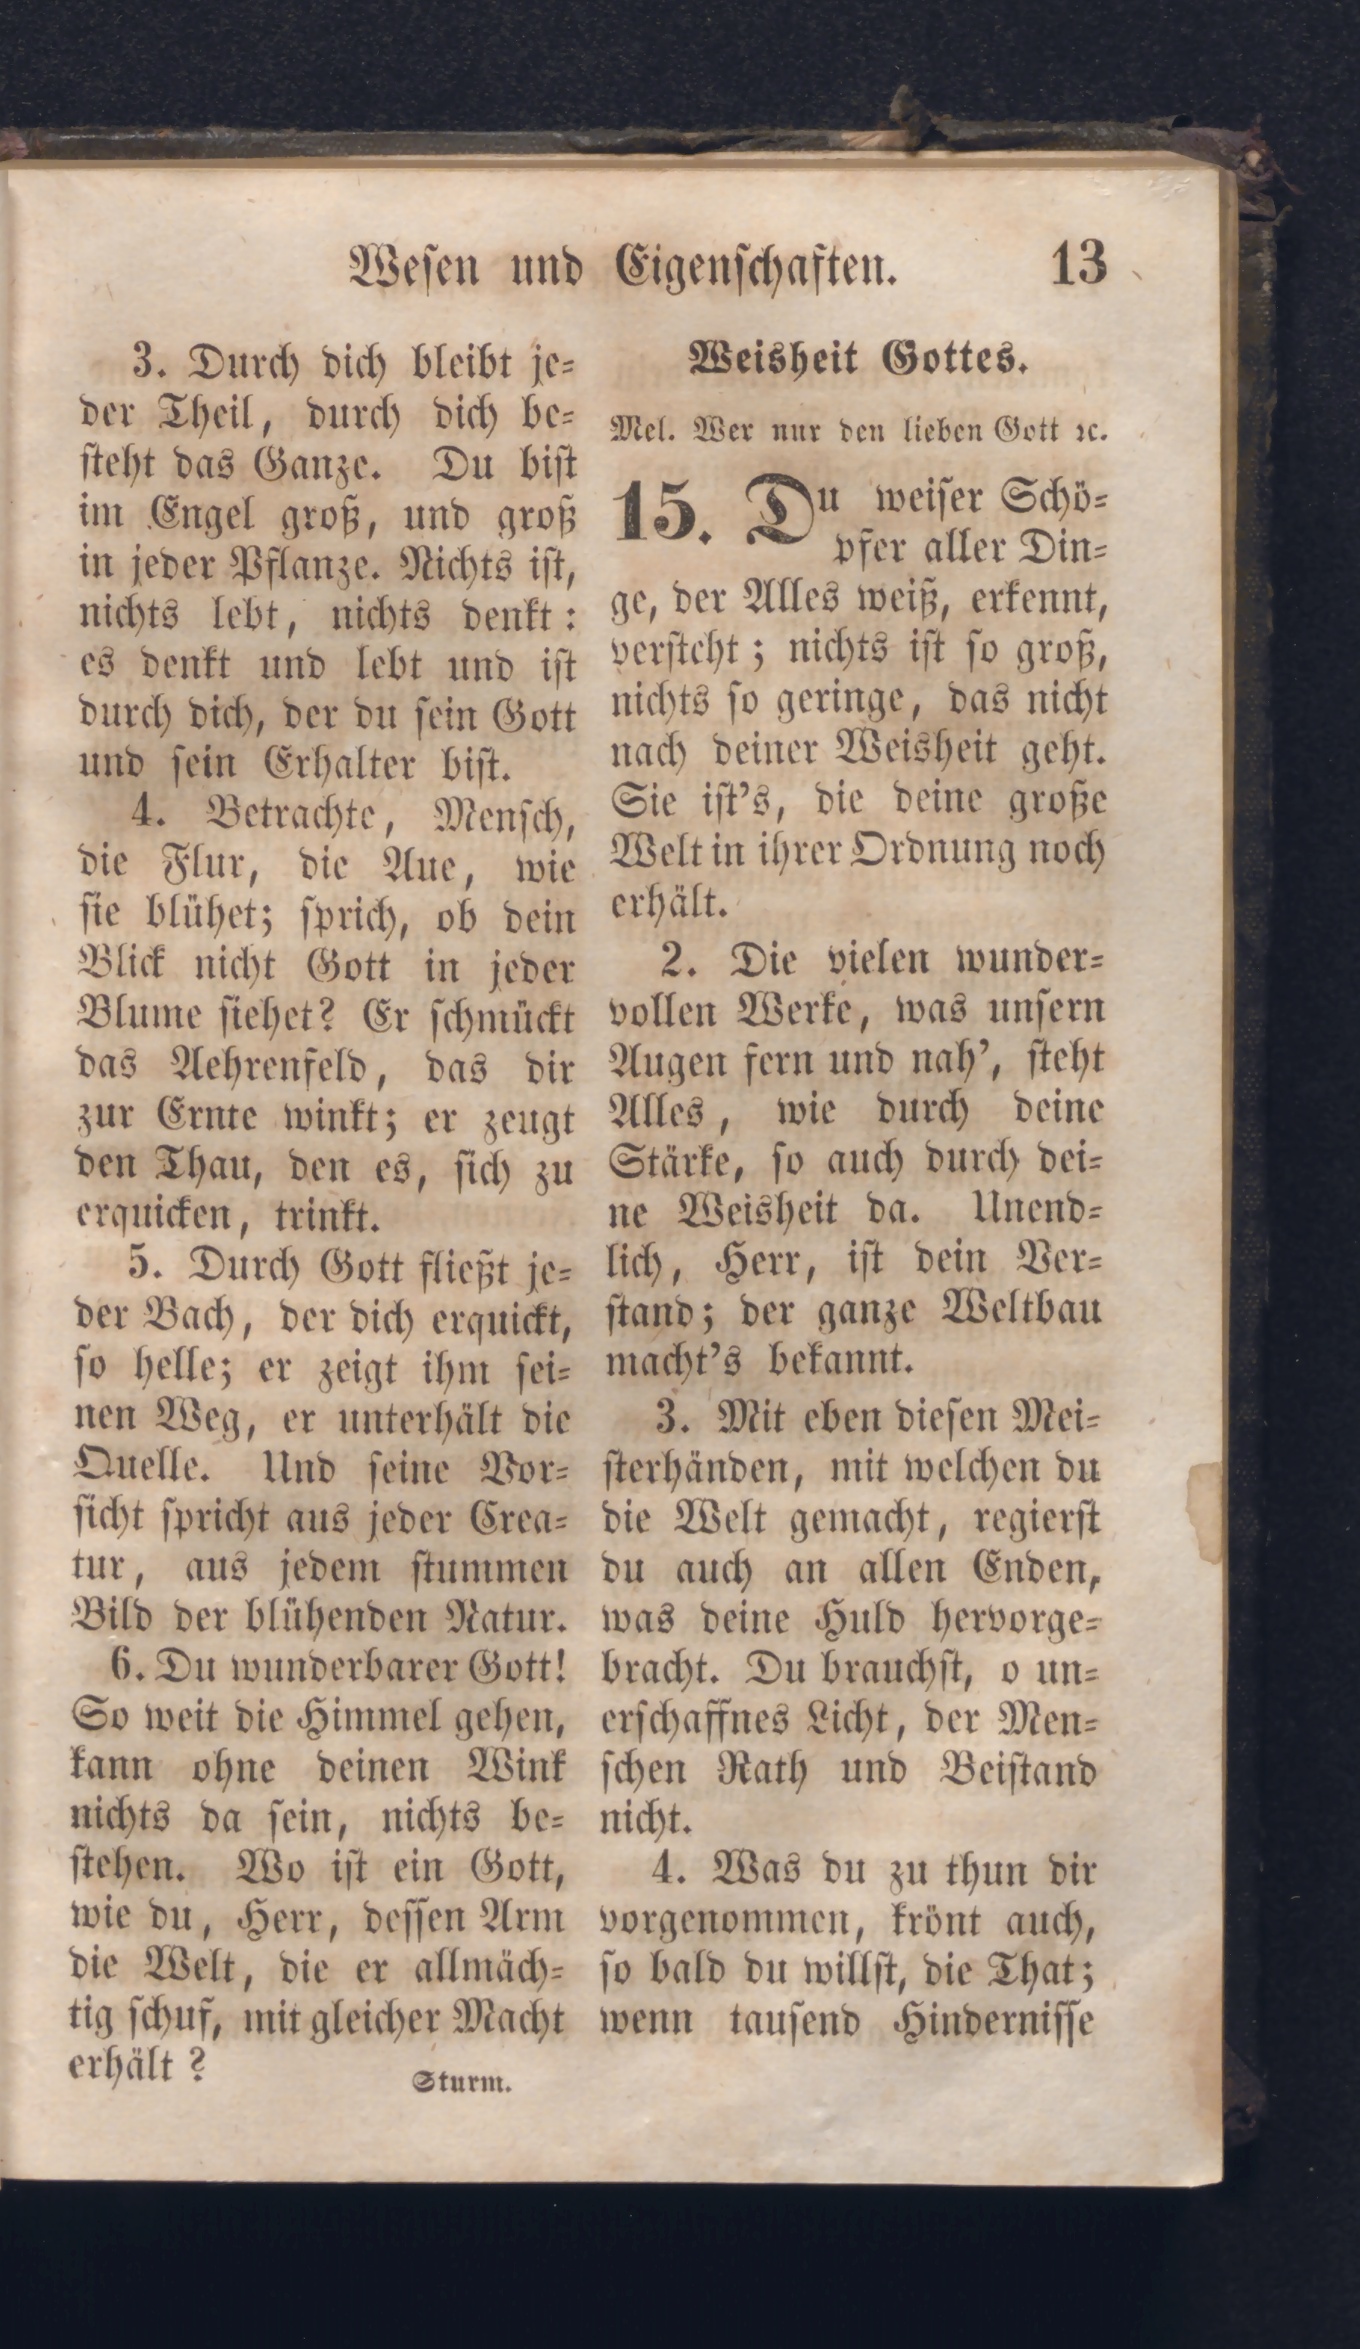 Wesen und Eigenschaften. 13
3. Durch dich bleibt je-
der Theil, durch dich be-
steht das Ganze. Du bist
im Engel groß, und groß
in jeder Pflanze. Nichts ist,
nichts lebt, nichts denkt:
es denkt und lebt und ist
durch dich, der du sein Gott
und sein Erhalter bist.
4. Betrachte, Mensch,
die Flur, die Aue, wie
sie blühet; sprich, ob dein
Blick nicht Gott in jeder
Blume siehet? Er schmückt
das Aehrenfeld, das dir
zur Ernte winkt; er zeugt
den Thau, den es, sich zu
erquicken, trinkt.
5. Durch Gott fließt je-
der Bach, der dich erquickt,
so helle; er zeigt ihm sei-
nen Weg, er unterhält die
Quelle. Und seine Vor-
sicht spricht aus jeder Crea-
tur, aus jedem stummen
Bild der blühenden Natur.
6. Du wunderbarer Gott!
So weit die Himmel gehen,
kann ohne deinen Wink
nichts da sein, nichts be-
stehen. Wo ist ein Gott,
wie du, Herr, dessen Arm
die Welt, die er allmäch-
tig schuf, mit gleicher Macht
erhält?
Sturm.
Weisheit Gottes.
Mel. Wer nur den lieben Gott ꝛc.
15. Du weiser Schö-
pfer aller Din-
ge, der Alles weiß, erkennt,
versteht; nichts ist so groß,
nichts so geringe, das nicht
nach deiner Weisheit geht.
Sie ist's, die deine große
Welt in ihrer Ordnung noch
erhält.
2. Die vielen wunder-
vollen Werke, was unsern
Augen fern und nah', steht
Alles, wie durch deine
Stärke, so auch durch dei-
ne Weisheit da. Unend-
lich, Herr, ist dein Ver-
stand; der ganze Weltbau
macht's bekannt.
3. Mit eben diesen Mei-
sterhänden, mit welchen du
die Welt gemacht, regierst
du auch an allen Enden,
was deine Huld hervorge-
bracht. Du brauchst, o un-
erschaffnes Licht, der Men-
schen Rath und Beistand
nicht.
4. Was du zu thun dir
vorgenommen, krönt auch,
so bald du willst, die That;
wenn tausend Hindernisse